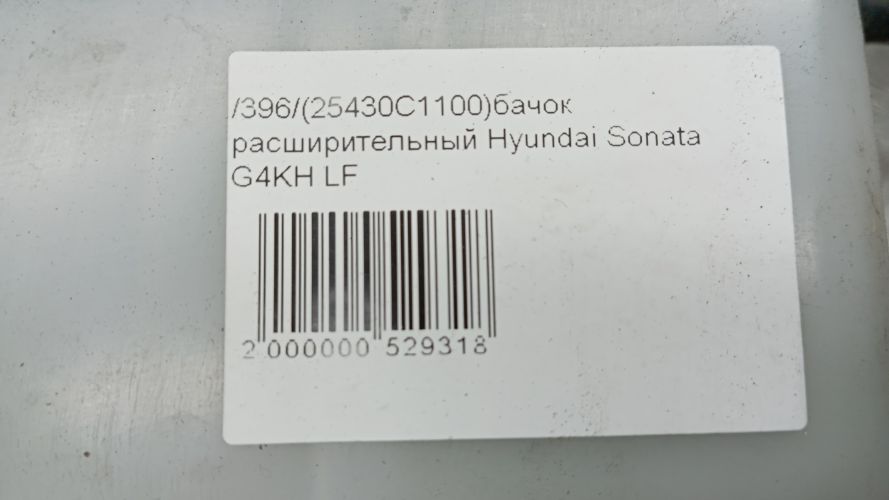 /396/(25430C1100)бачок
расширительный Hyundai Sonata
G4KH LF
2 000000 529318